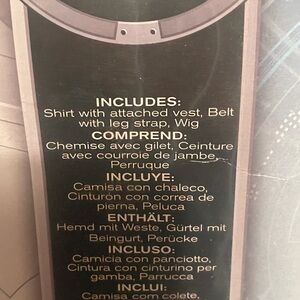 INCLUDES:
Shirt with attached vest, Belt
with leg strap, Wig
COMPREND:
Chemise avec gilet, Ceinture
avec courroie de jambe,
Perruque
INCLUYE:
Camisa con chaleco,
Cinturón con correa de
pierna, Peluca
ENTHÄLT:
Hemd mit Weste, Gürtel mit
Beingurt, Perücke
INCLUSO:
Camicia con panciotto,
Cintura con cinturino per
gamba, Parrucca
INCLUI:
Camisa com colete,